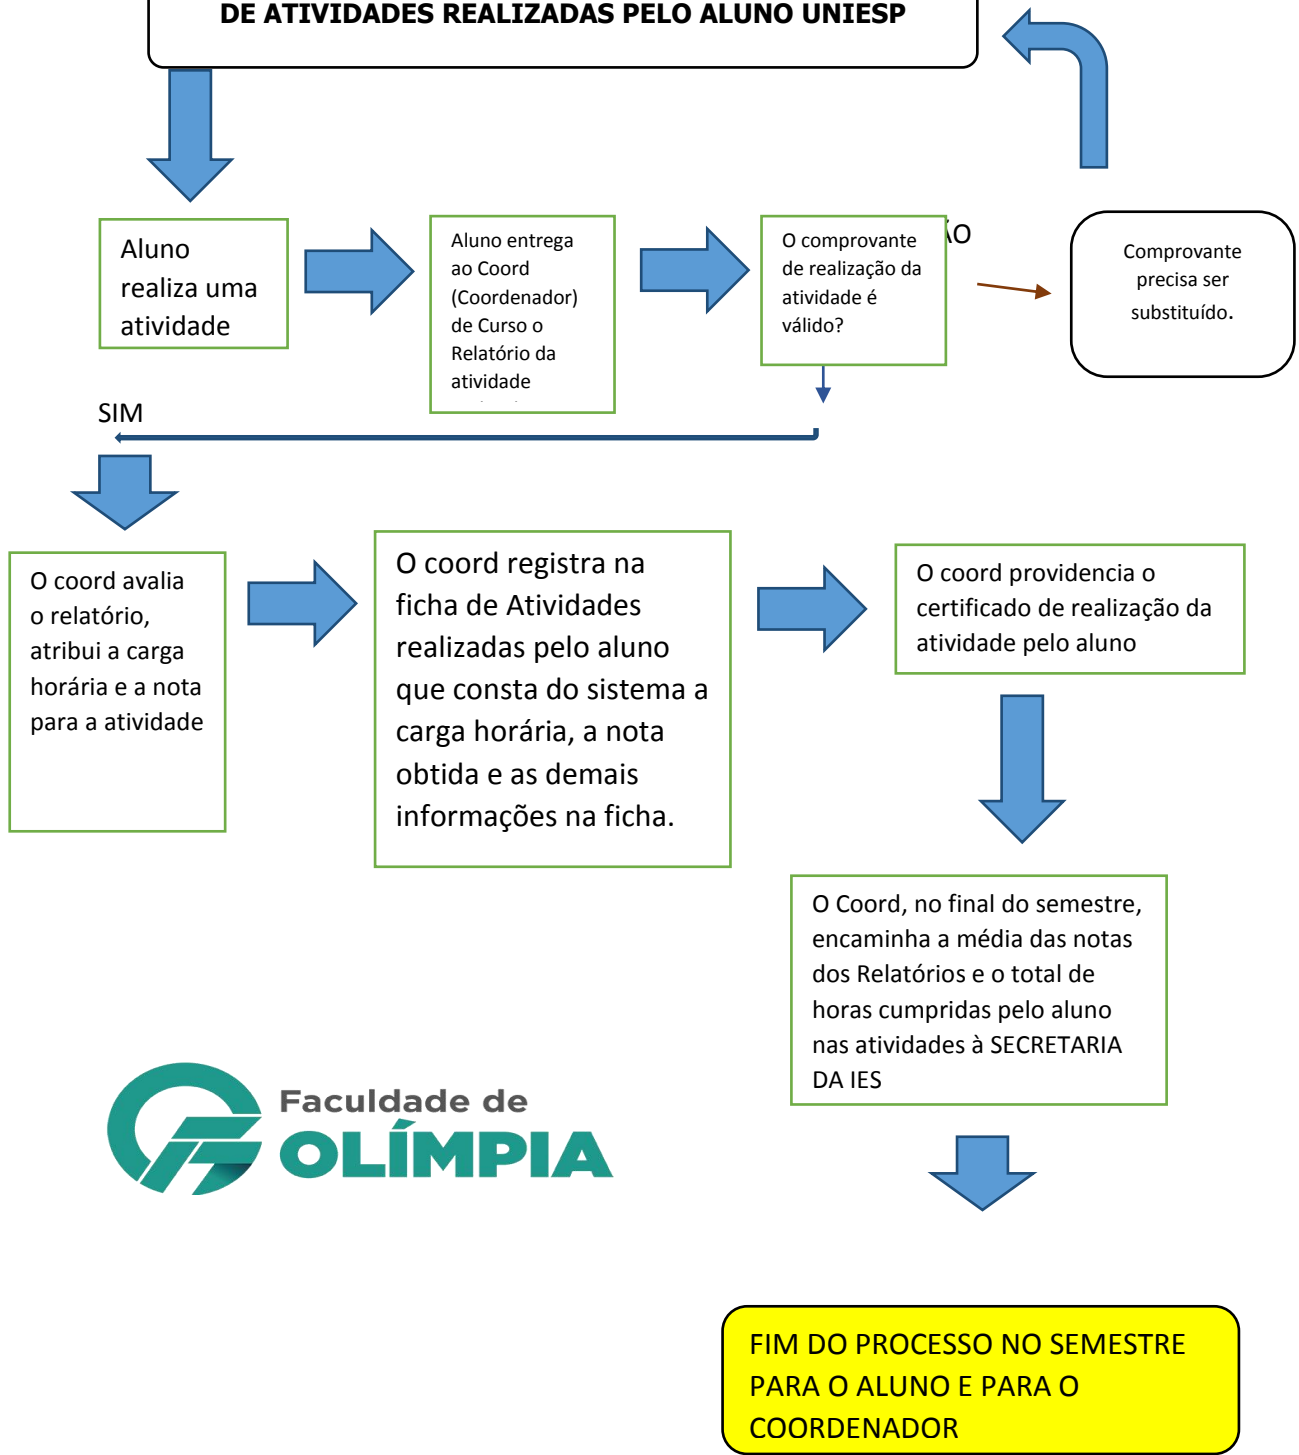 DE ATIVIDADES REALIZADAS PELO ALUNO UNIESP
Aluno
realiza uma
atividade
Aluno entrega
ao Coord
(Coordenador)
de Curso o
Relatório da
atividade
O comprovante
de realização da
atividade é
válido?
ÃO
Comprovante
precisa ser
substituído.
SIM
O coord avalia
o relatório,
atribui a carga
horária e a nota
para a atividade
O coord registra na
ficha de Atividades
realizadas pelo aluno
que consta do sistema a
carga horária, a nota
obtida e as demais
informações na ficha.
O coord providencia o
certificado de realização da
atividade pelo aluno
O Coord, no final do semestre,
encaminha a média das notas
dos Relatórios e o total de
horas cumpridas pelo aluno
nas atividades à SECRETARIA
DA IES
Faculdade de
OLÍMPIA
FIM DO PROCESSO NO SEMESTRE
PARA O ALUNO E PARA O
COORDENADOR